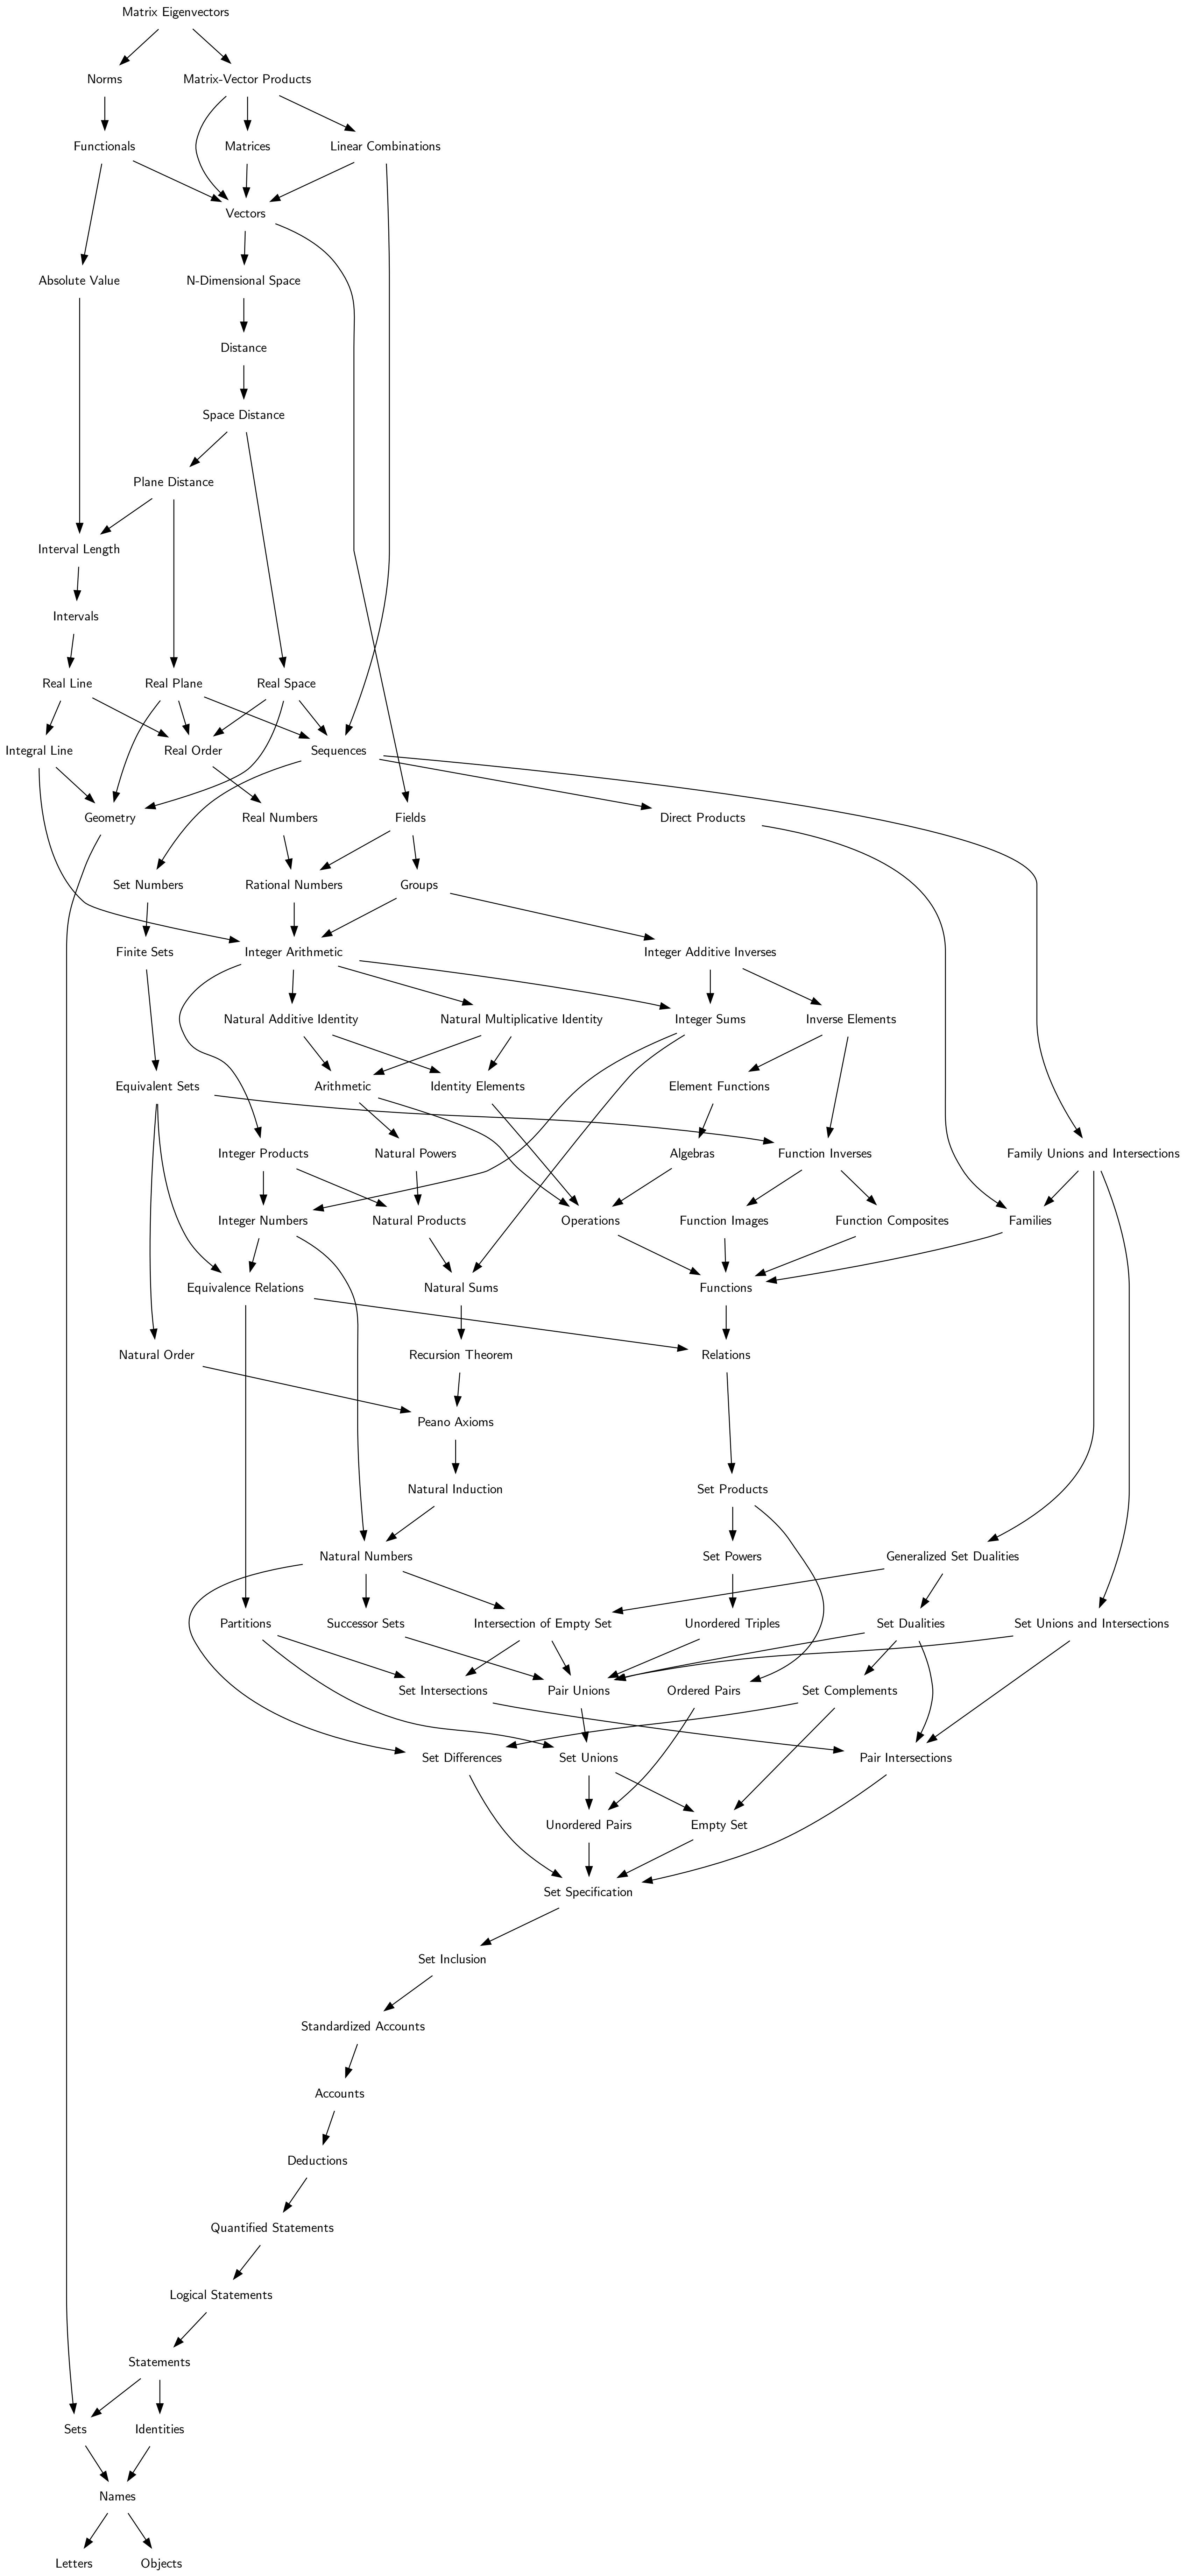 Matrix Eigenvectors
Norms
Matrix-Vector Products
Functionals
Matrices
Linear Combinations
Vectors
Absolute Value
N-Dimensional Space
Distance
Space Distance
Plane Distance
Interval Length
Intervals
Real Line
Real Plane
Real Space
Integral Line
Real Order
Sequences
Geometry
Real Numbers
Fields
Direct Products
Set Numbers
Rational Numbers
Groups
Finite Sets
Integer Arithmetic
Integer Additive Inverses
Natural Additive Identity
Natural Multiplicative Identity
Integer Sums
Inverse Elements
Equivalent Sets
Arithmetic
Identity Elements
Element Functions
Integer Products
Natural Powers
Algebras
Function Inverses
Family Unions and Intersections
Integer Numbers
Natural Products
Operations
Function Images
Function Composites
Families
Equivalence Relations
Natural Sums
Functions
Natural Order
Recursion Theorem
Relations
Peano Axioms
Natural Induction
Set Products
Natural Numbers
Set Powers
Generalized Set Dualities
Partitions
Successor Sets
Intersection of Empty Set
Unordered Triples
Set Dualities
Set Unions and Intersections
Set Intersections
Pair Unions
Ordered Pairs
Set Complements
Set Differences
Set Unions
Pair Intersections
Unordered Pairs
Empty Set
Set Specification
Set Inclusion
Standardized Accounts
Accounts
Deductions
Quantified Statements
Logical Statements
Statements
Sets
Identities
Names
Letters
Objects